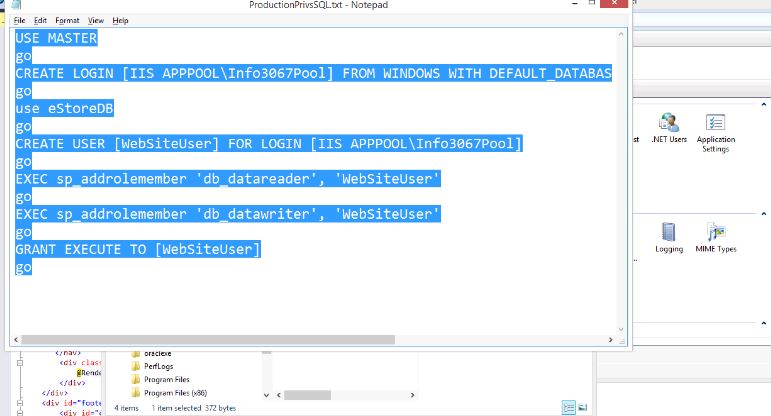 ProductionPrivsSQL.txt - Notepad
File Edit Format View Help
USE MASTER
go
CREATE LOGIN [IIS APPPOOL\Info3067Pool] FROM WINDOWS WITH DEFAULT_DATABAS
go
use eStoreDB
go
CREATE USER [WebSiteUser] FOR LOGIN [IIS APPPOOL\Info3067Pool]
go
EXEC sp_addrolemember 'db_datareader', 'WebSiteUser'
go
EXEC sp_addrolemember 'db_datawriter', 'WebSiteUser'
go
GRANT EXECUTE TO [WebSiteUser]
go
.NET Users
Application Settings
Logging
MIME Types
</nav>
<div class
@Rende
</div>
</div>
<div id="foote
<div id="c
oraclexe
PerfLogs
Program Files
Program Files (x86)
4 items 1 item selected 372 bytes